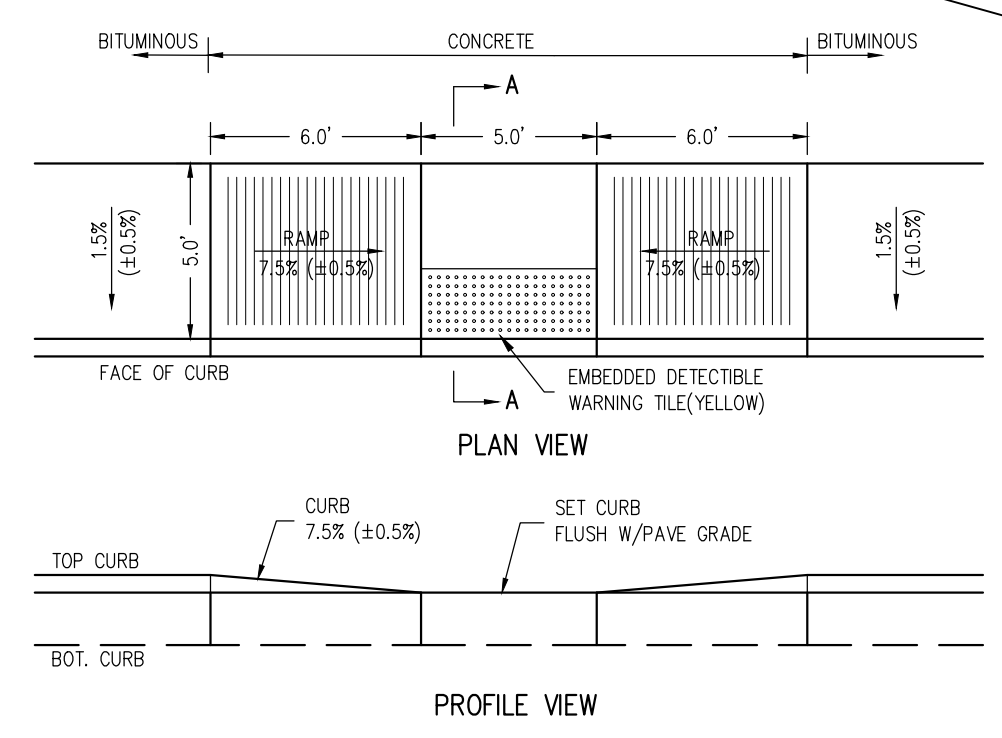 BITUMINOUS
CONCRETE
BITUMINOUS
A
6.0'
5.0'
6.0'
1.5%
(±0.5%)
5.0'
RAMP
7.5% (±0.5%)
RAMP
7.5% (±0.5%)
1.5%
(±0.5%)
FACE OF CURB
EMBEDDED DETECTIBLE
WARNING TILE(YELLOW)
A
PLAN VIEW
CURB
7.5% (±0.5%)
SET CURB
FLUSH W/PAVE GRADE
TOP CURB
BOT. CURB
PROFILE VIEW